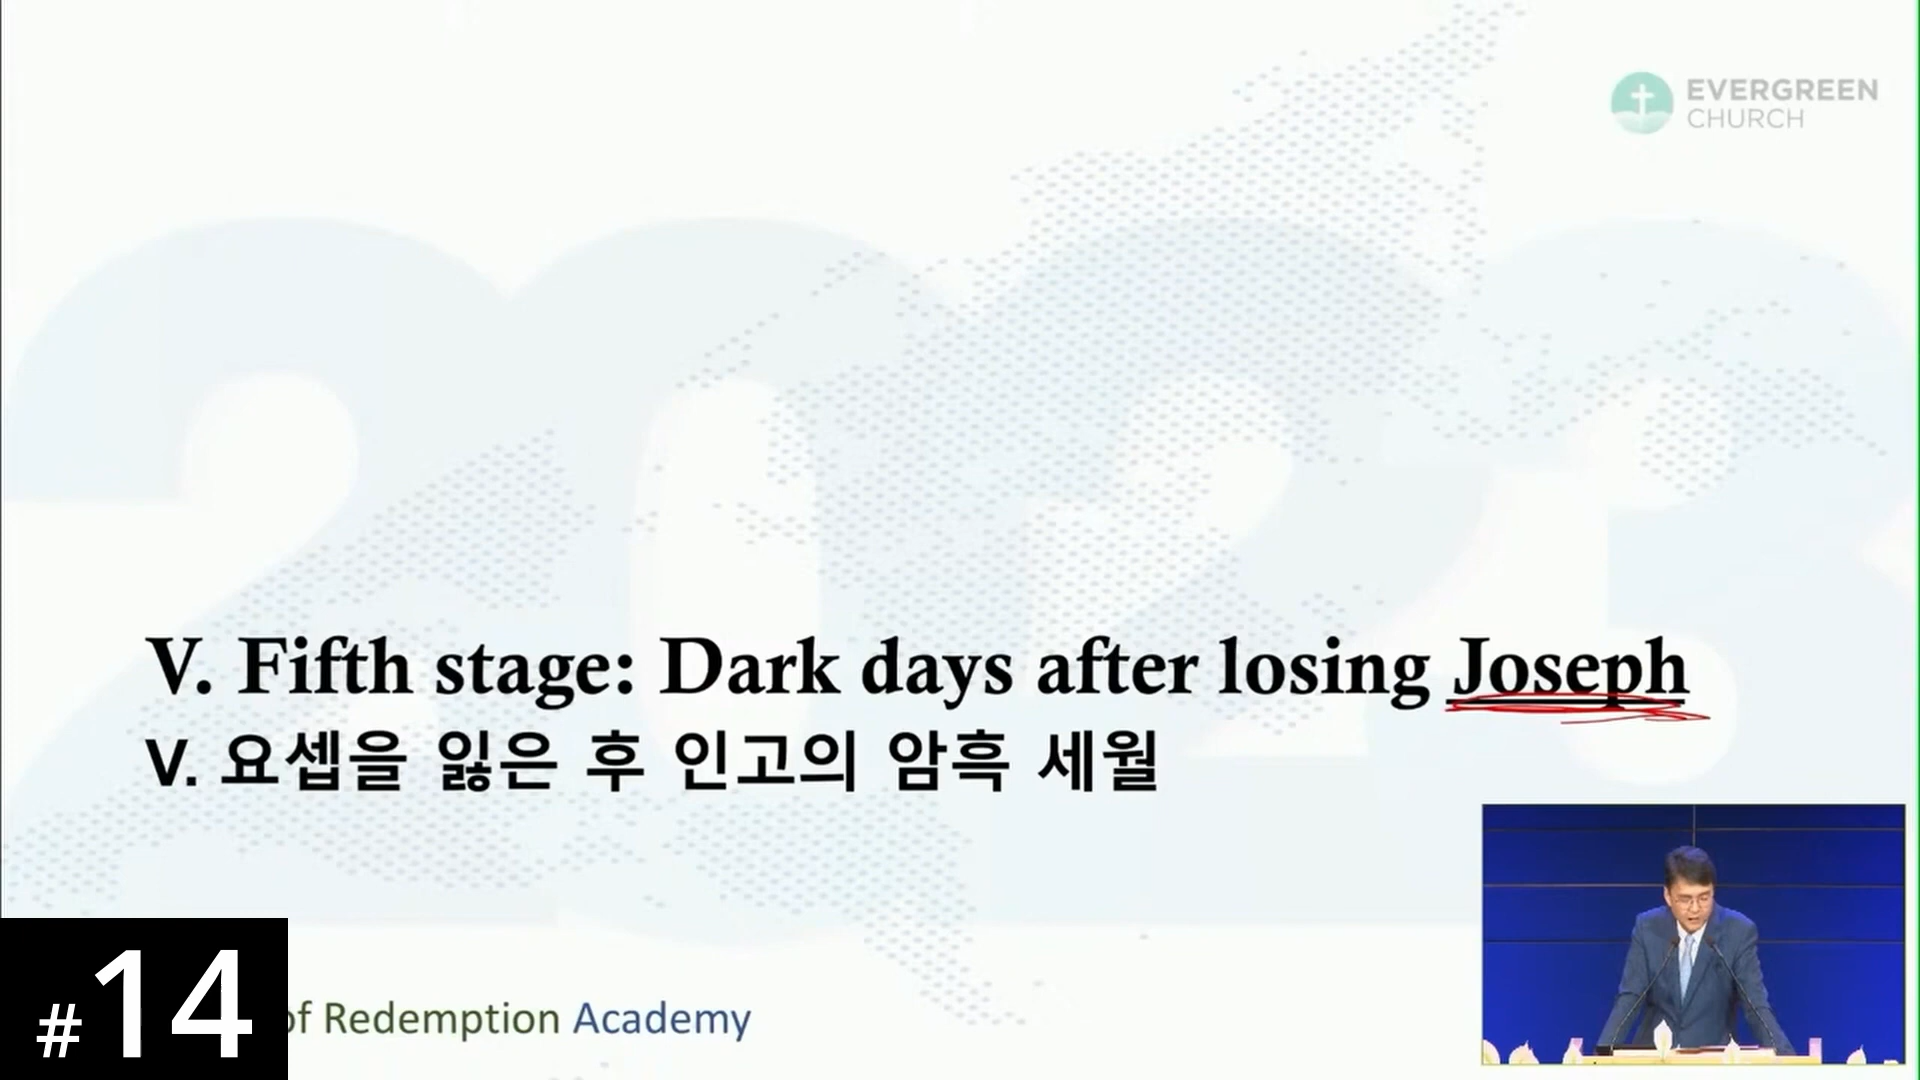 EVERGREEN
CHURCH
2023
V. Fifth stage: Dark days after losing Joseph
V. 요셉을 잃은 후 인고의 암흑 세월
#14
of Redemption Academy